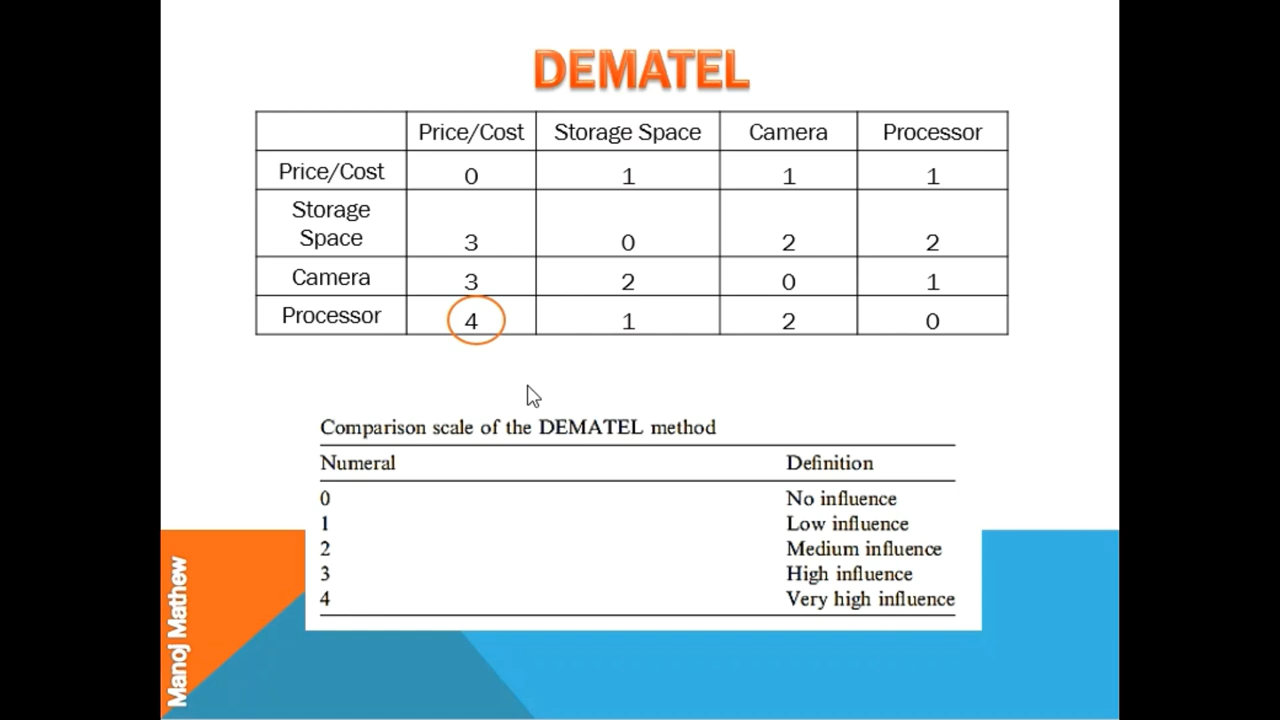 DEMATEL
Price/Cost Storage Space Camera Processor
Price/Cost 0 1 1 1
Storage
Space 3 0 2 2
Camera 3 2 0 1
Processor 4 1 2 0
Comparison scale of the DEMATEL method
Numeral Definition
0 No influence
1 Low influence
2 Medium influence
3 High influence
4 Very high influence
Manoj Mathew